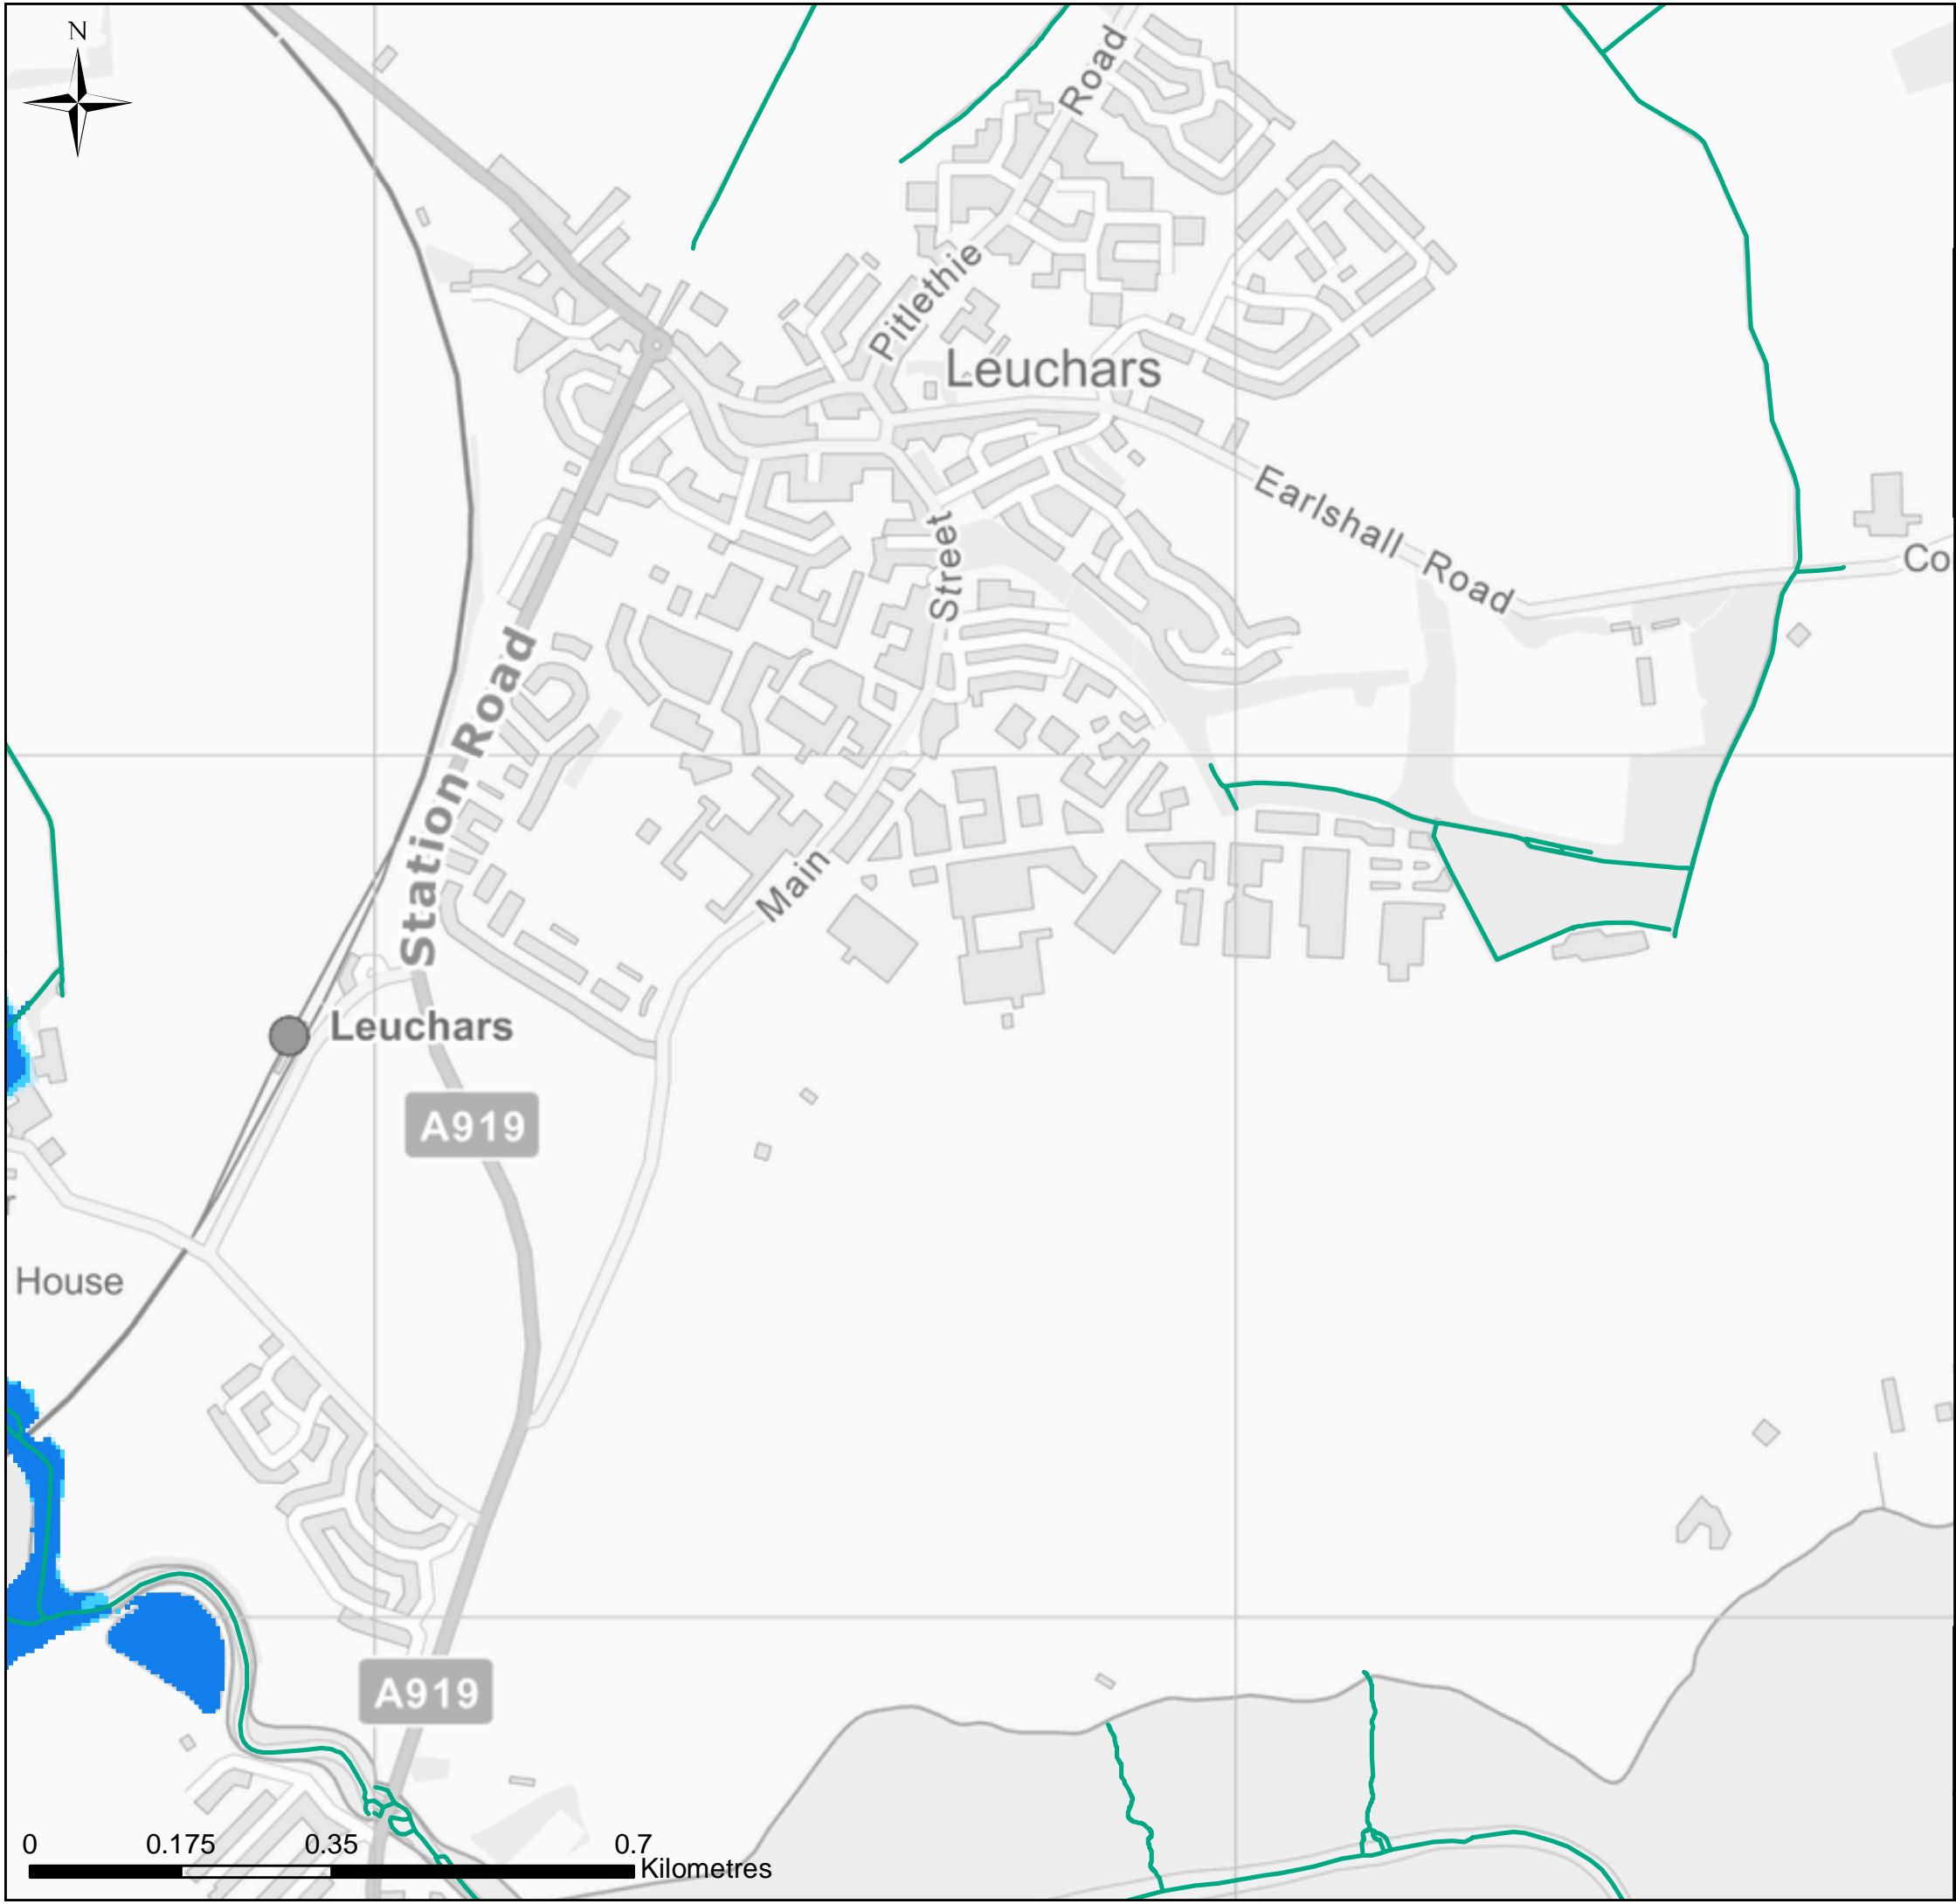 N
Road
Pitlethie
Leuchars
Earlshall Road
Co
Street
Station Road
Main
Leuchars
A919
r
House
A919
0 0.175 0.35 0.7
Kilometres